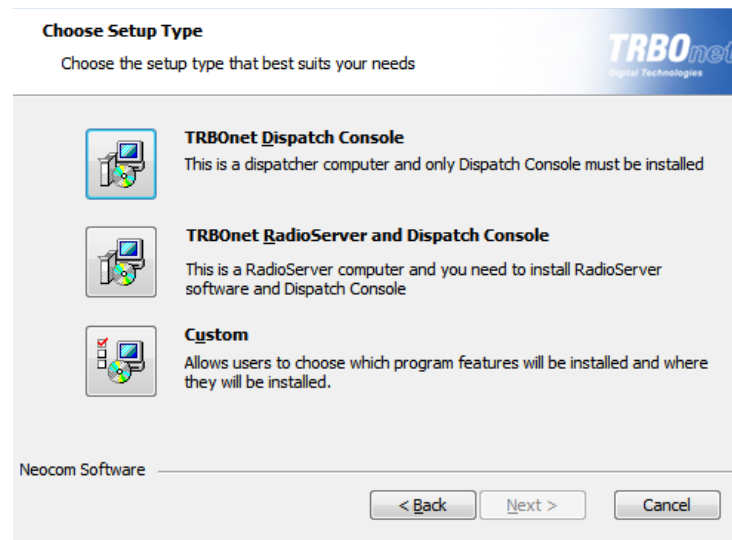 Choose Setup Type
Choose the setup type that best suits your needs
TRBOnet
Digital Technologies
TRBOnet Dispatch Console
This is a dispatcher computer and only Dispatch Console must be installed
TRBOnet RadioServer and Dispatch Console
This is a RadioServer computer and you need to install RadioServer
software and Dispatch Console
Custom
Allows users to choose which program features will be installed and where
they will be installed.
Neocom Software
< Back
Next >
Cancel